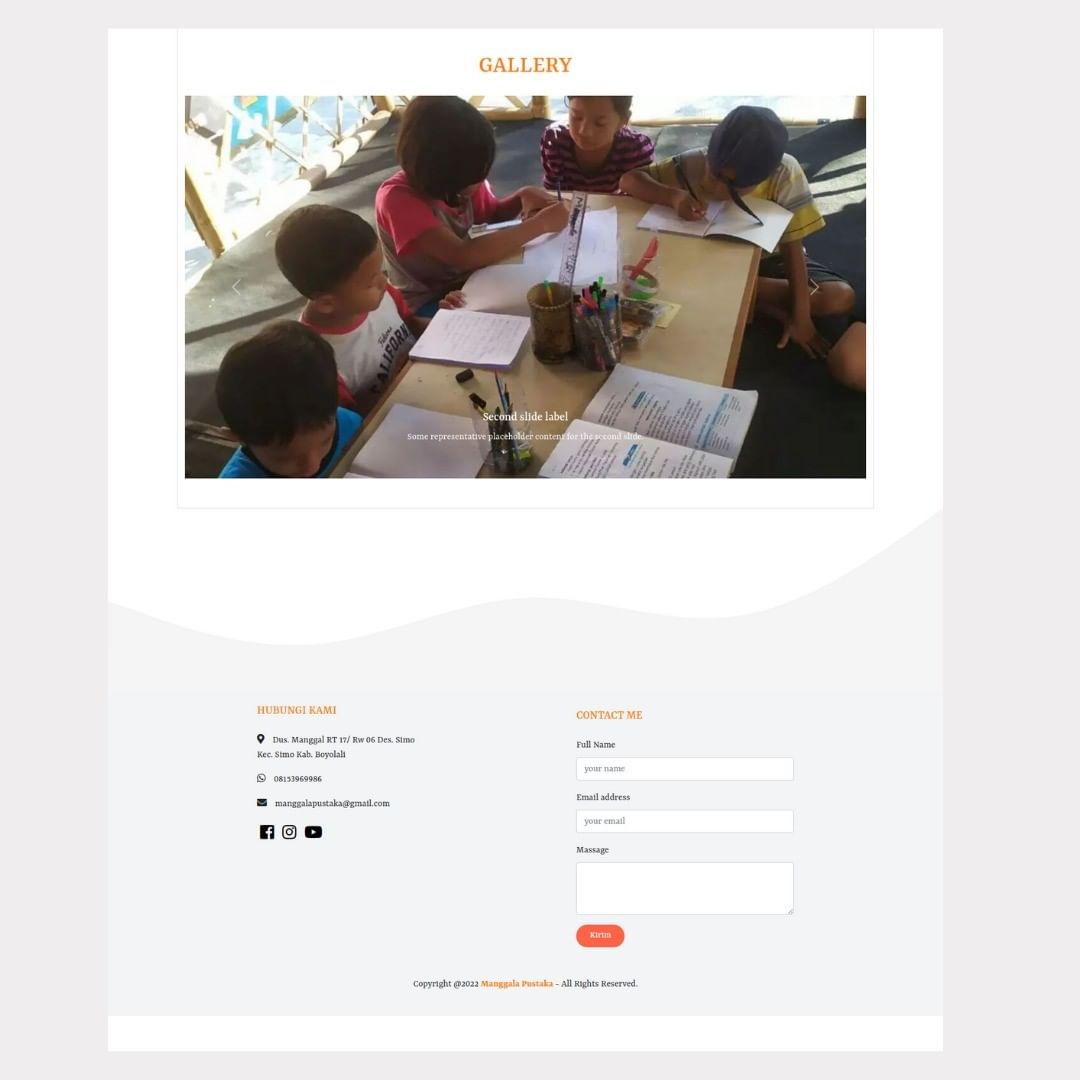 GALLERY
CALIFORN
Second slide label
Some representative placeholder content for the second slide.
HUBUNGI KAMI
Dus. Manggal RT 17/ Rw 06 Des. Simo
Kec. Simo Kab. Boyolali
08153969986
manggalapustaka@gmail.com
CONTACT ME
Full Name
your name
Email address
your email
Massage
Kirim
Copyright @2022 Manggala Pustaka - All Rights Reserved.